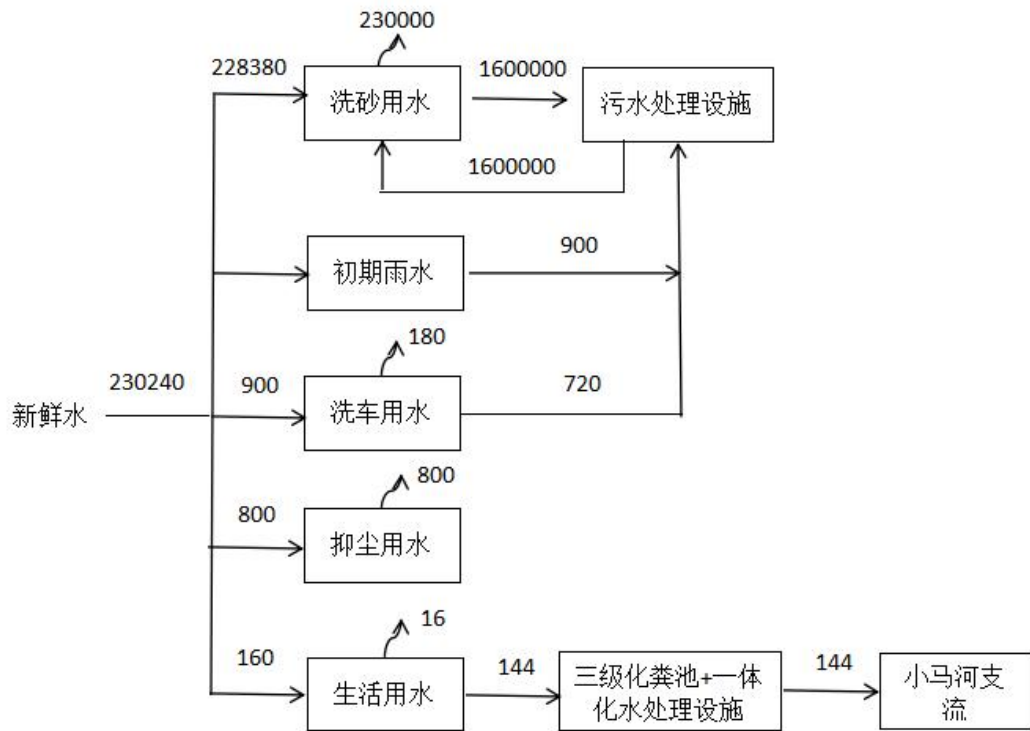 230000
228380
洗砂用水
1600000
污水处理设施
1600000
初期雨水
900
180
新鲜水
230240
900
洗车用水
720
800
800
抑尘用水
16
160
生活用水
144
三级化粪池+一体
化水处理设施
144
小马河支
流